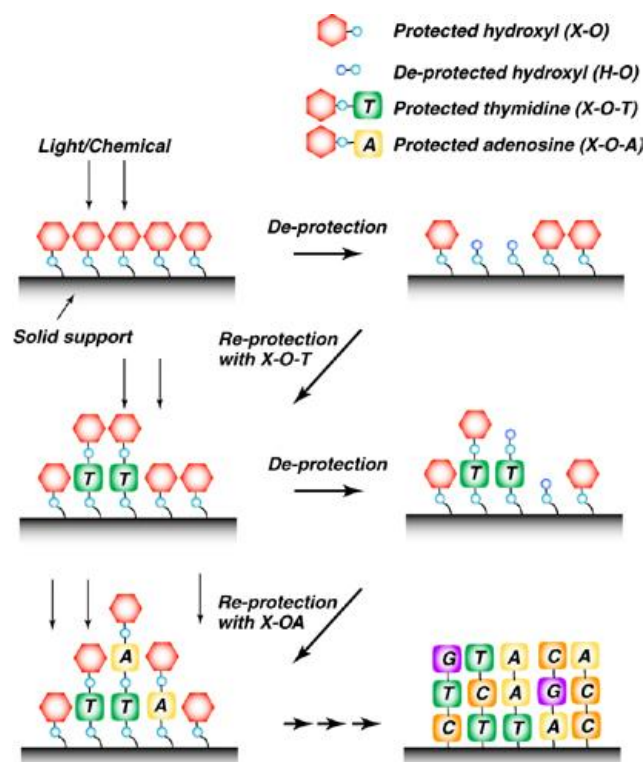 Protected hydroxyl (X-O)
De-protected hydroxyl (H-O)
T Protected thymidine (X-O-T)
A Protected adenosine (X-O-A)
Light/Chemical
De-protection
Solid support
Re-protection
with X-O-T
T T
De-protection
T T
Re-protection
with X-OA
A
T T A
G T A C A
T C A G C
C T T A C